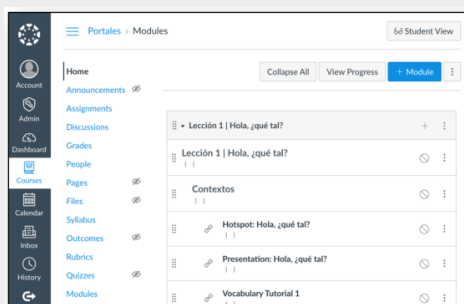 Portales > Modules
Student View
Account
Admin
Dashboard
Courses
Calendar
Inbox
History
Home
Announcements
Assignments
Discussions
Grades
People
Pages
Files
Syllabus
Outcomes
Rubrics
Quizzes
Modules
Collapse All
View Progress
+ Module
Lección 1 | Hola, ¿qué tal?
Lección 1 | Hola, ¿qué tal?
Contextos
Hotspot: Hola, ¿qué tal?
Presentation: Hola, ¿qué tal?
Vocabulary Tutorial 1